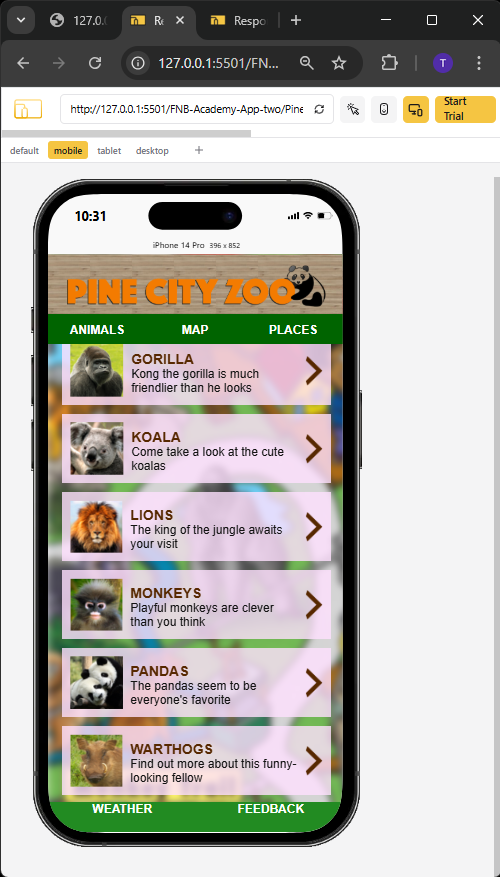 127.0.
Re
Respo
127.0.0.1:5501/FN...
T
http://127.0.0.1:5501/FNB-Academy-App-two/Pine
Start
Trial
default mobile tablet desktop +
10:31
iPhone 14 Pro 396 x 852
PINE CITY ZOO
ANIMALS MAP PLACES
GORILLA
Kong the gorilla is much
friendlier than he looks
KOALA
Come take a look at the cute
koalas
LIONS
The king of the jungle awaits
your visit
MONKEYS
Playful monkeys are clever
than you think
PANDAS
The pandas seem to be
everyone's favorite
WARTHOGS
Find out more about this funny-
looking fellow
WEATHER FEEDBACK